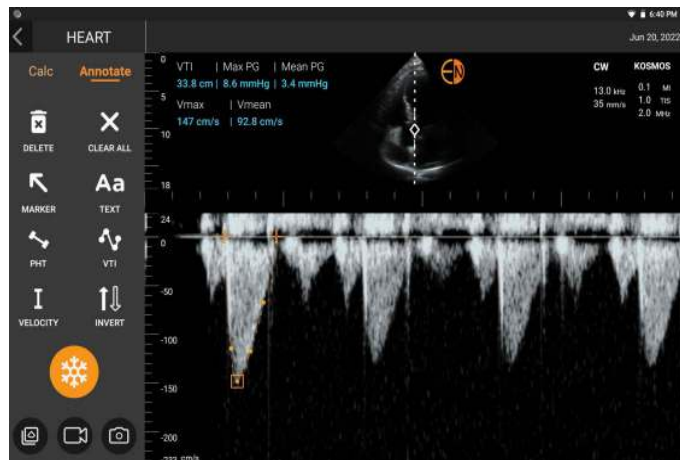 6:40 PM
HEART
Jun 20, 2022
Calc Annotate
DELETE CLEAR ALL
Aa
MARKER TEXT
PHT VTI
VELOCITY INVERT
VTI | Max PG | Mean PG
33.8 cm | 8.6 mmHg | 3.4 mmHg
Vmax | Vmean
147 cm/s | 92.8 cm/s
CW KOSMOS
13.0 kHz 0.1 MI
35 mm/s 1.0 TIS
2.0 MHz
0
5
10
18
24
0
-50
-100
-150
-200
-232 cm/s
N